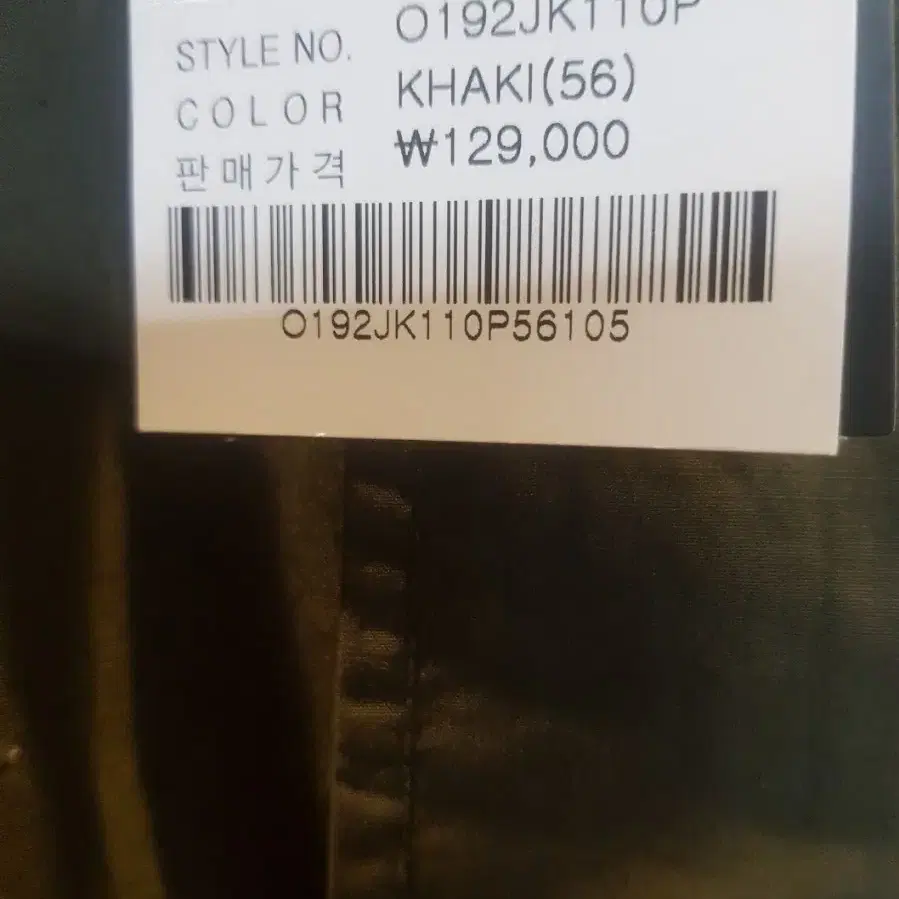 STYLE NO. O192JK110P
COLOR KHAKI(56)
판매가격 ₩129,000
O192JK110P56105